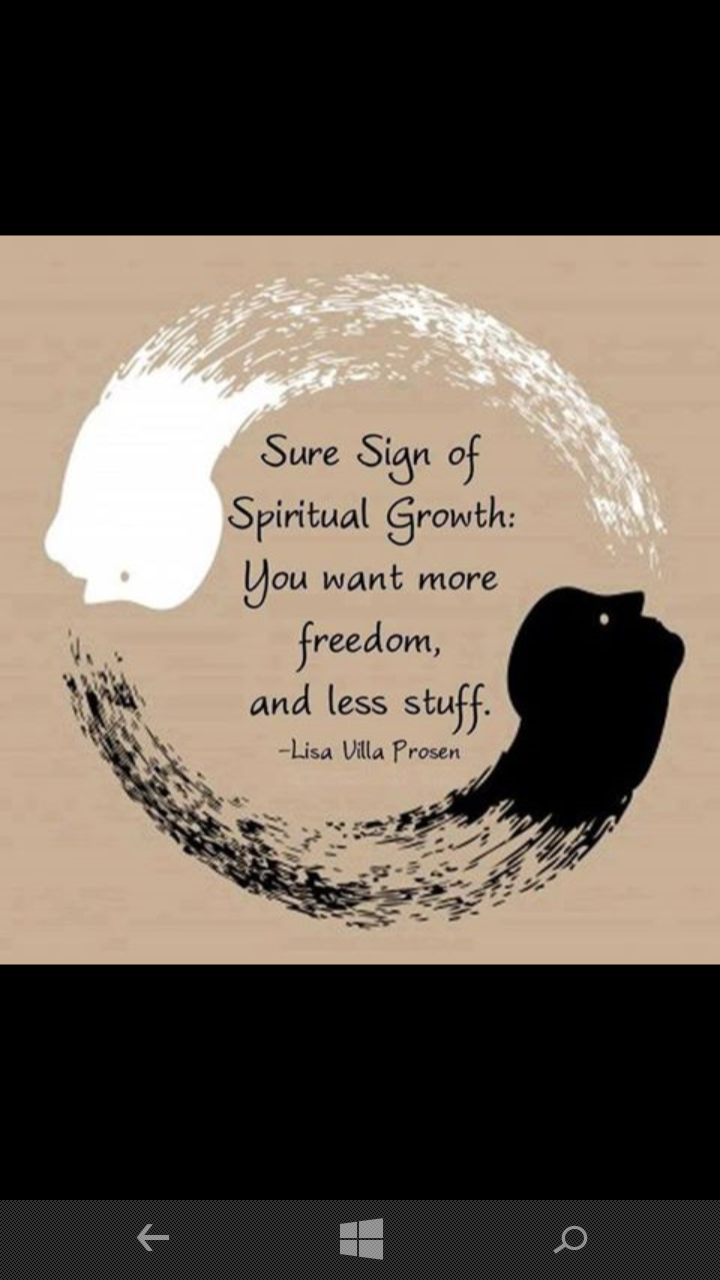 Sure Sign of
Spiritual Growth:
You want more
freedom,
and less stuff.
-Lisa Villa Prosen